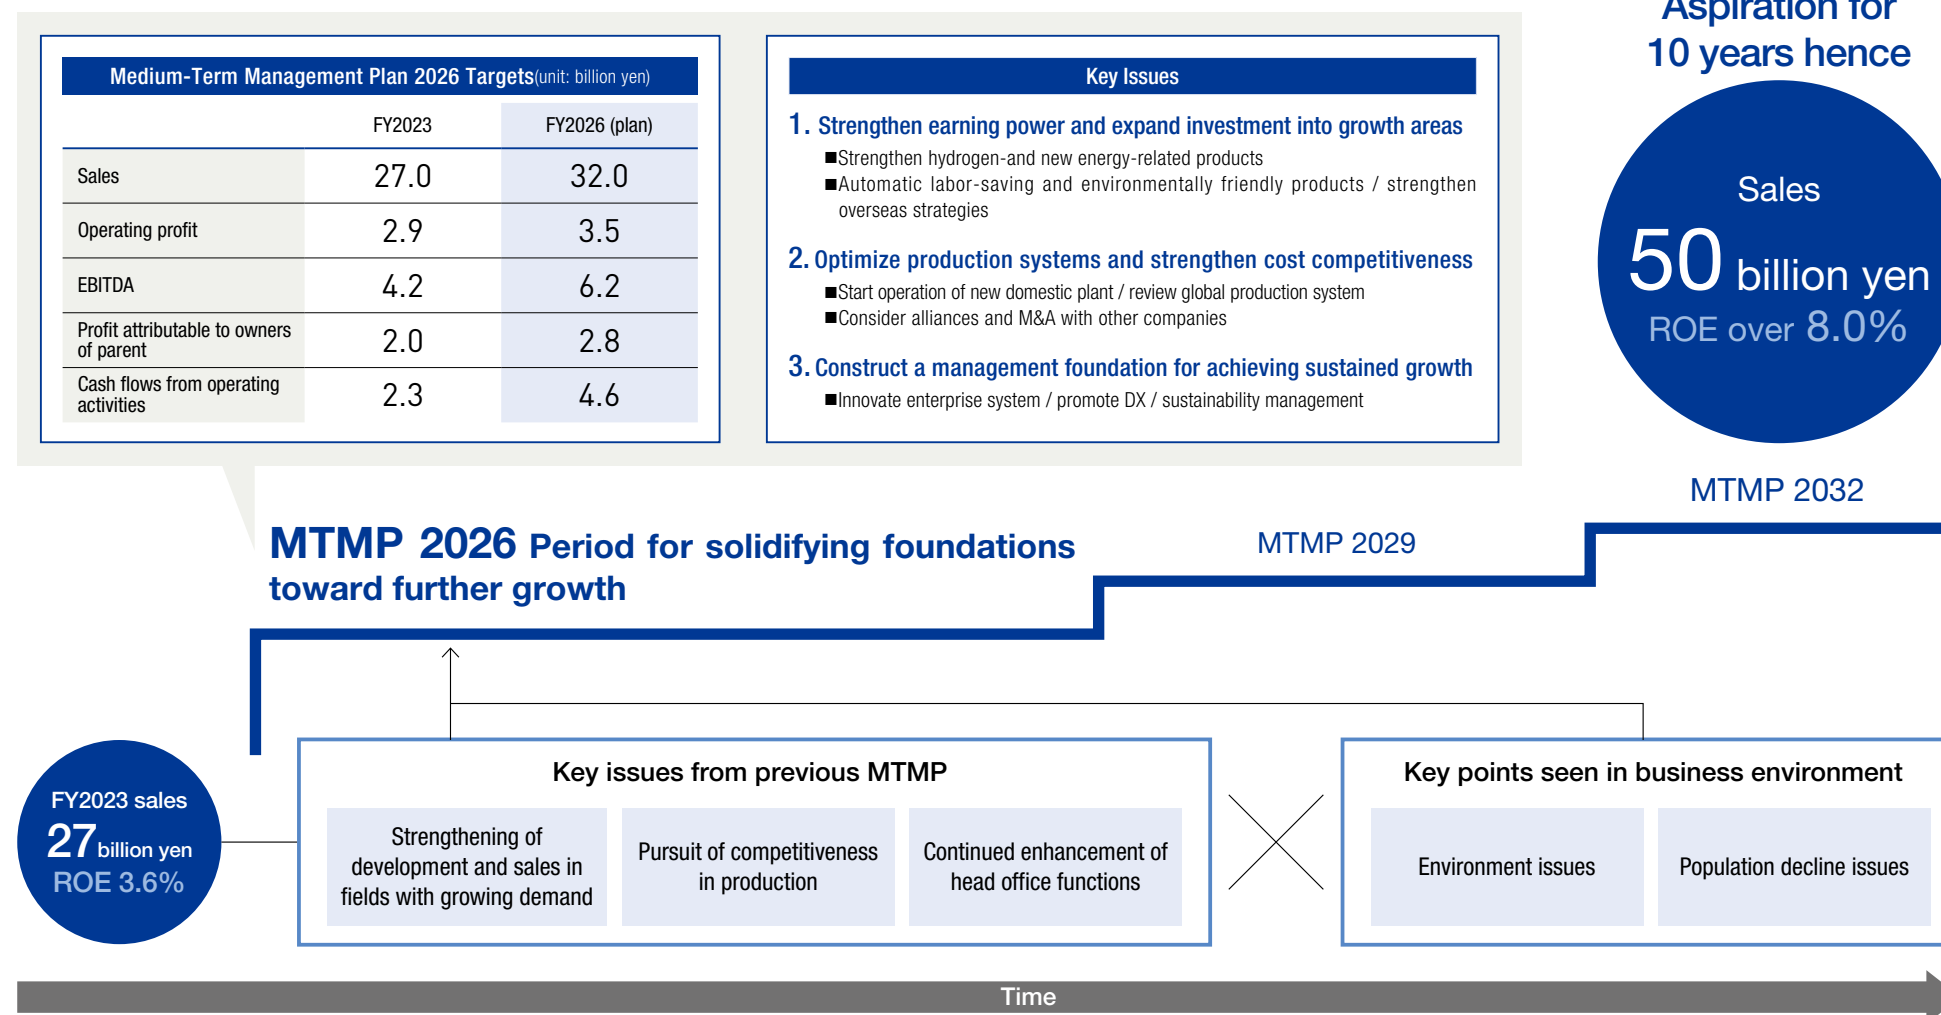 Medium-Term Management Plan 2026 Targets(unit: billion yen)
FY2023 FY2026 (plan)
Sales 27.0 32.0
Operating profit 2.9 3.5
EBITDA 4.2 6.2
Profit attributable to owners
of parent 2.0 2.8
Cash flows from operating
activities 2.3 4.6
Key Issues
1. Strengthen earning power and expand investment into growth areas
■Strengthen hydrogen-and new energy-related products
■Automatic labor-saving and environmentally friendly products / strengthen
overseas strategies
2. Optimize production systems and strengthen cost competitiveness
■Start operation of new domestic plant / review global production system
■Consider alliances and M&A with other companies
3. Construct a management foundation for achieving sustained growth
■Innovate enterprise system / promote DX / sustainability management
Aspiration for
10 years hence
Sales
50 billion yen
ROE over 8.0%
MTMP 2032
MTMP 2029
MTMP 2026 Period for solidifying foundations
toward further growth
FY2023 sales
27 billion yen
ROE 3.6%
Key issues from previous MTMP
Strengthening of
development and sales in
fields with growing demand
Pursuit of competitiveness
in production
Continued enhancement of
head office functions
Key points seen in business environment
Environment issues
Population decline issues
Time